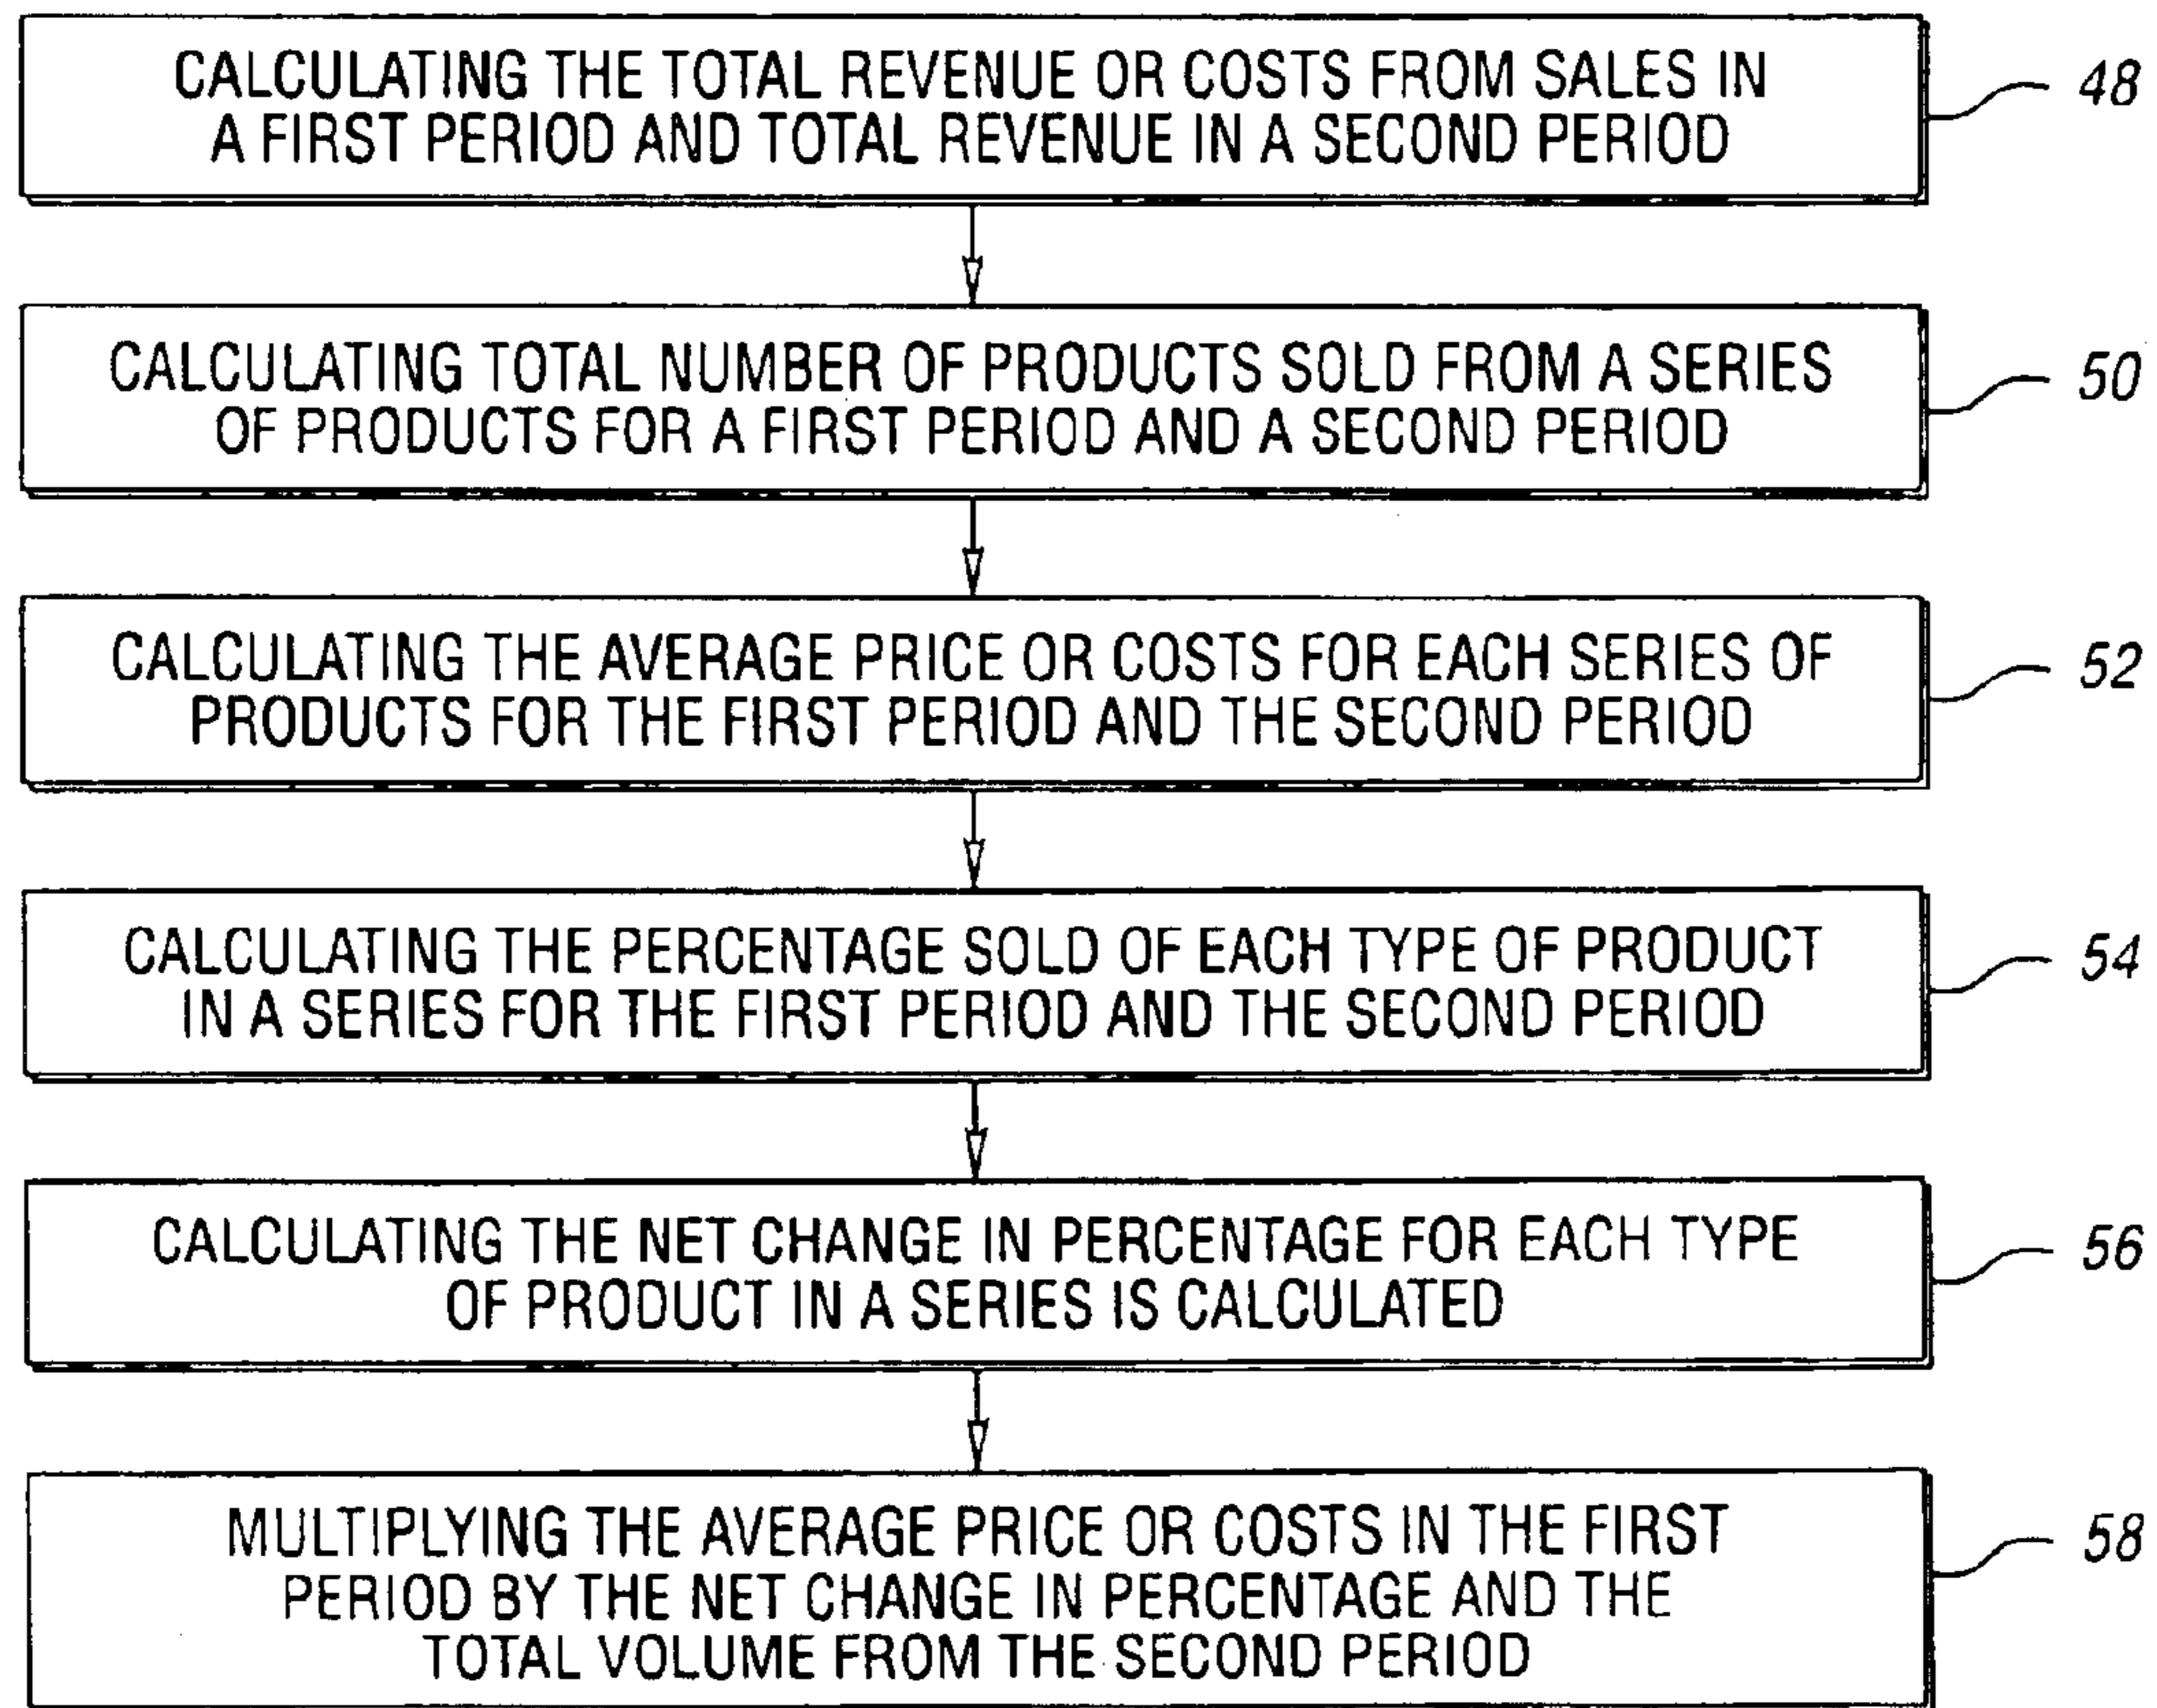 CALCULATING THE TOTAL REVENUE OR COSTS FROM SALES IN
A FIRST PERIOD AND TOTAL REVENUE IN A SECOND PERIOD
48
CALCULATING TOTAL NUMBER OF PRODUCTS SOLD FROM A SERIES
OF PRODUCTS FOR A FIRST PERIOD AND A SECOND PERIOD
50
CALCULATING THE AVERAGE PRICE OR COSTS FOR EACH SERIES OF
PRODUCTS FOR THE FIRST PERIOD AND THE SECOND PERIOD
52
CALCULATING THE PERCENTAGE SOLD OF EACH TYPE OF PRODUCT
IN A SERIES FOR THE FIRST PERIOD AND THE SECOND PERIOD
54
CALCULATING THE NET CHANGE IN PERCENTAGE FOR EACH TYPE
OF PRODUCT IN A SERIES IS CALCULATED
56
MULTIPLYING THE AVERAGE PRICE OR COSTS IN THE FIRST
PERIOD BY THE NET CHANGE IN PERCENTAGE AND THE
TOTAL VOLUME FROM THE SECOND PERIOD
58